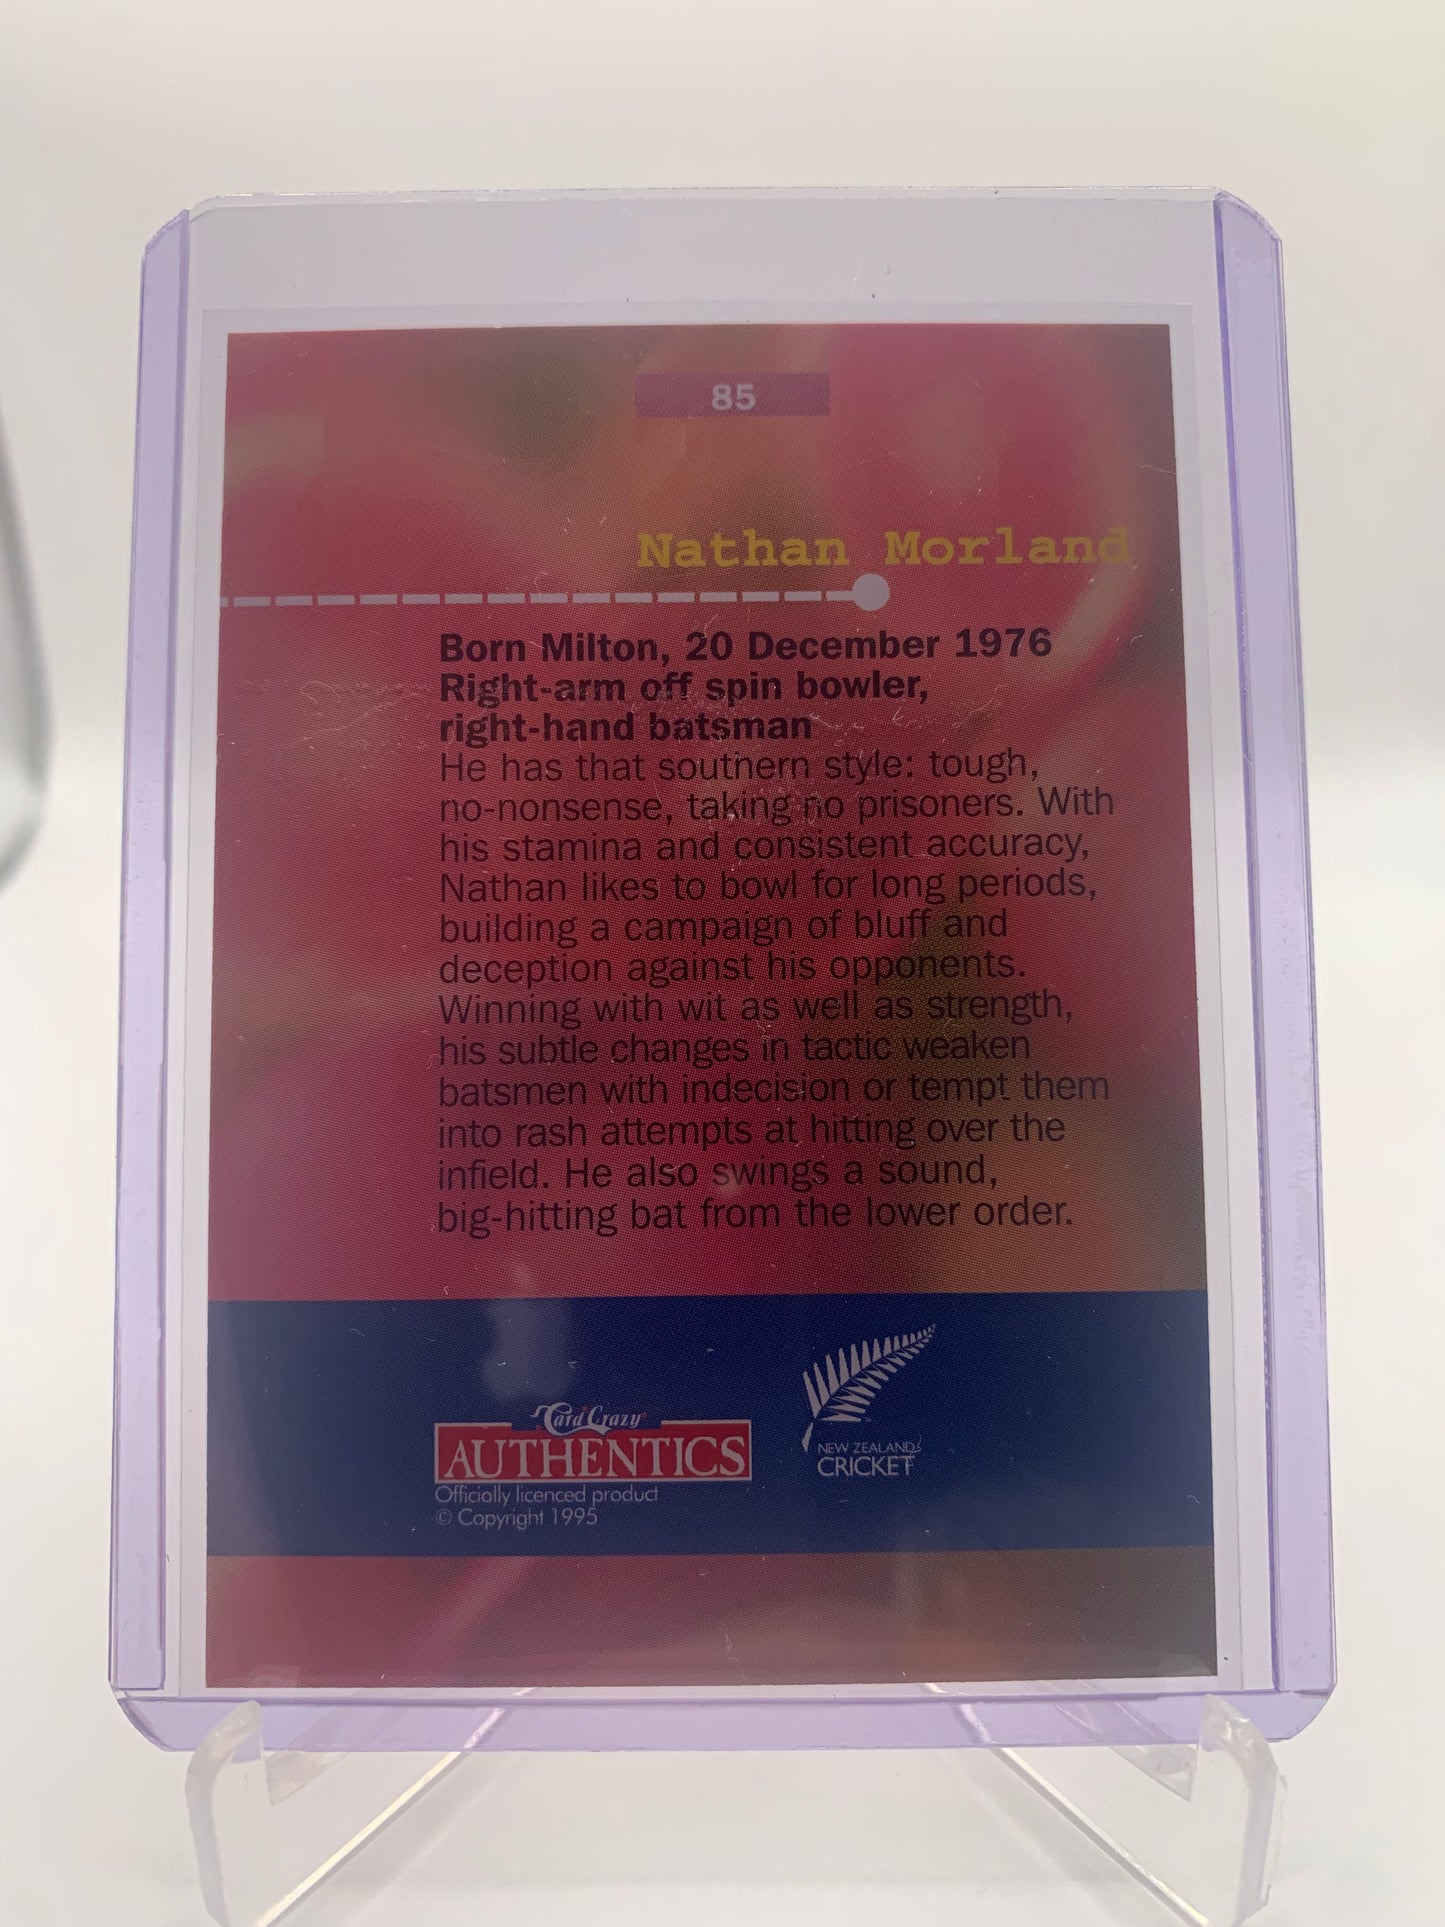 85
Nathan Morland
Born Milton, 20 December 1976
Right-arm off spin bowler,
right-hand batsman
He has that southern style: tough,
no-nonsense, taking no prisoners. With
his stamina and consistent accuracy,
Nathan likes to bowl for long periods,
building a campaign of bluff and
deception against his opponents.
Winning with wit as well as strength,
his subtle changes in tactic weaken
batsmen with indecision or tempt them
into rash attempts at hitting over the
infield. He also swings a sound,
big-hitting bat from the lower order.
Card Crazy
AUTHENTICS
Officially licenced product
© Copyright 1995
NEW ZEALAND
CRICKET